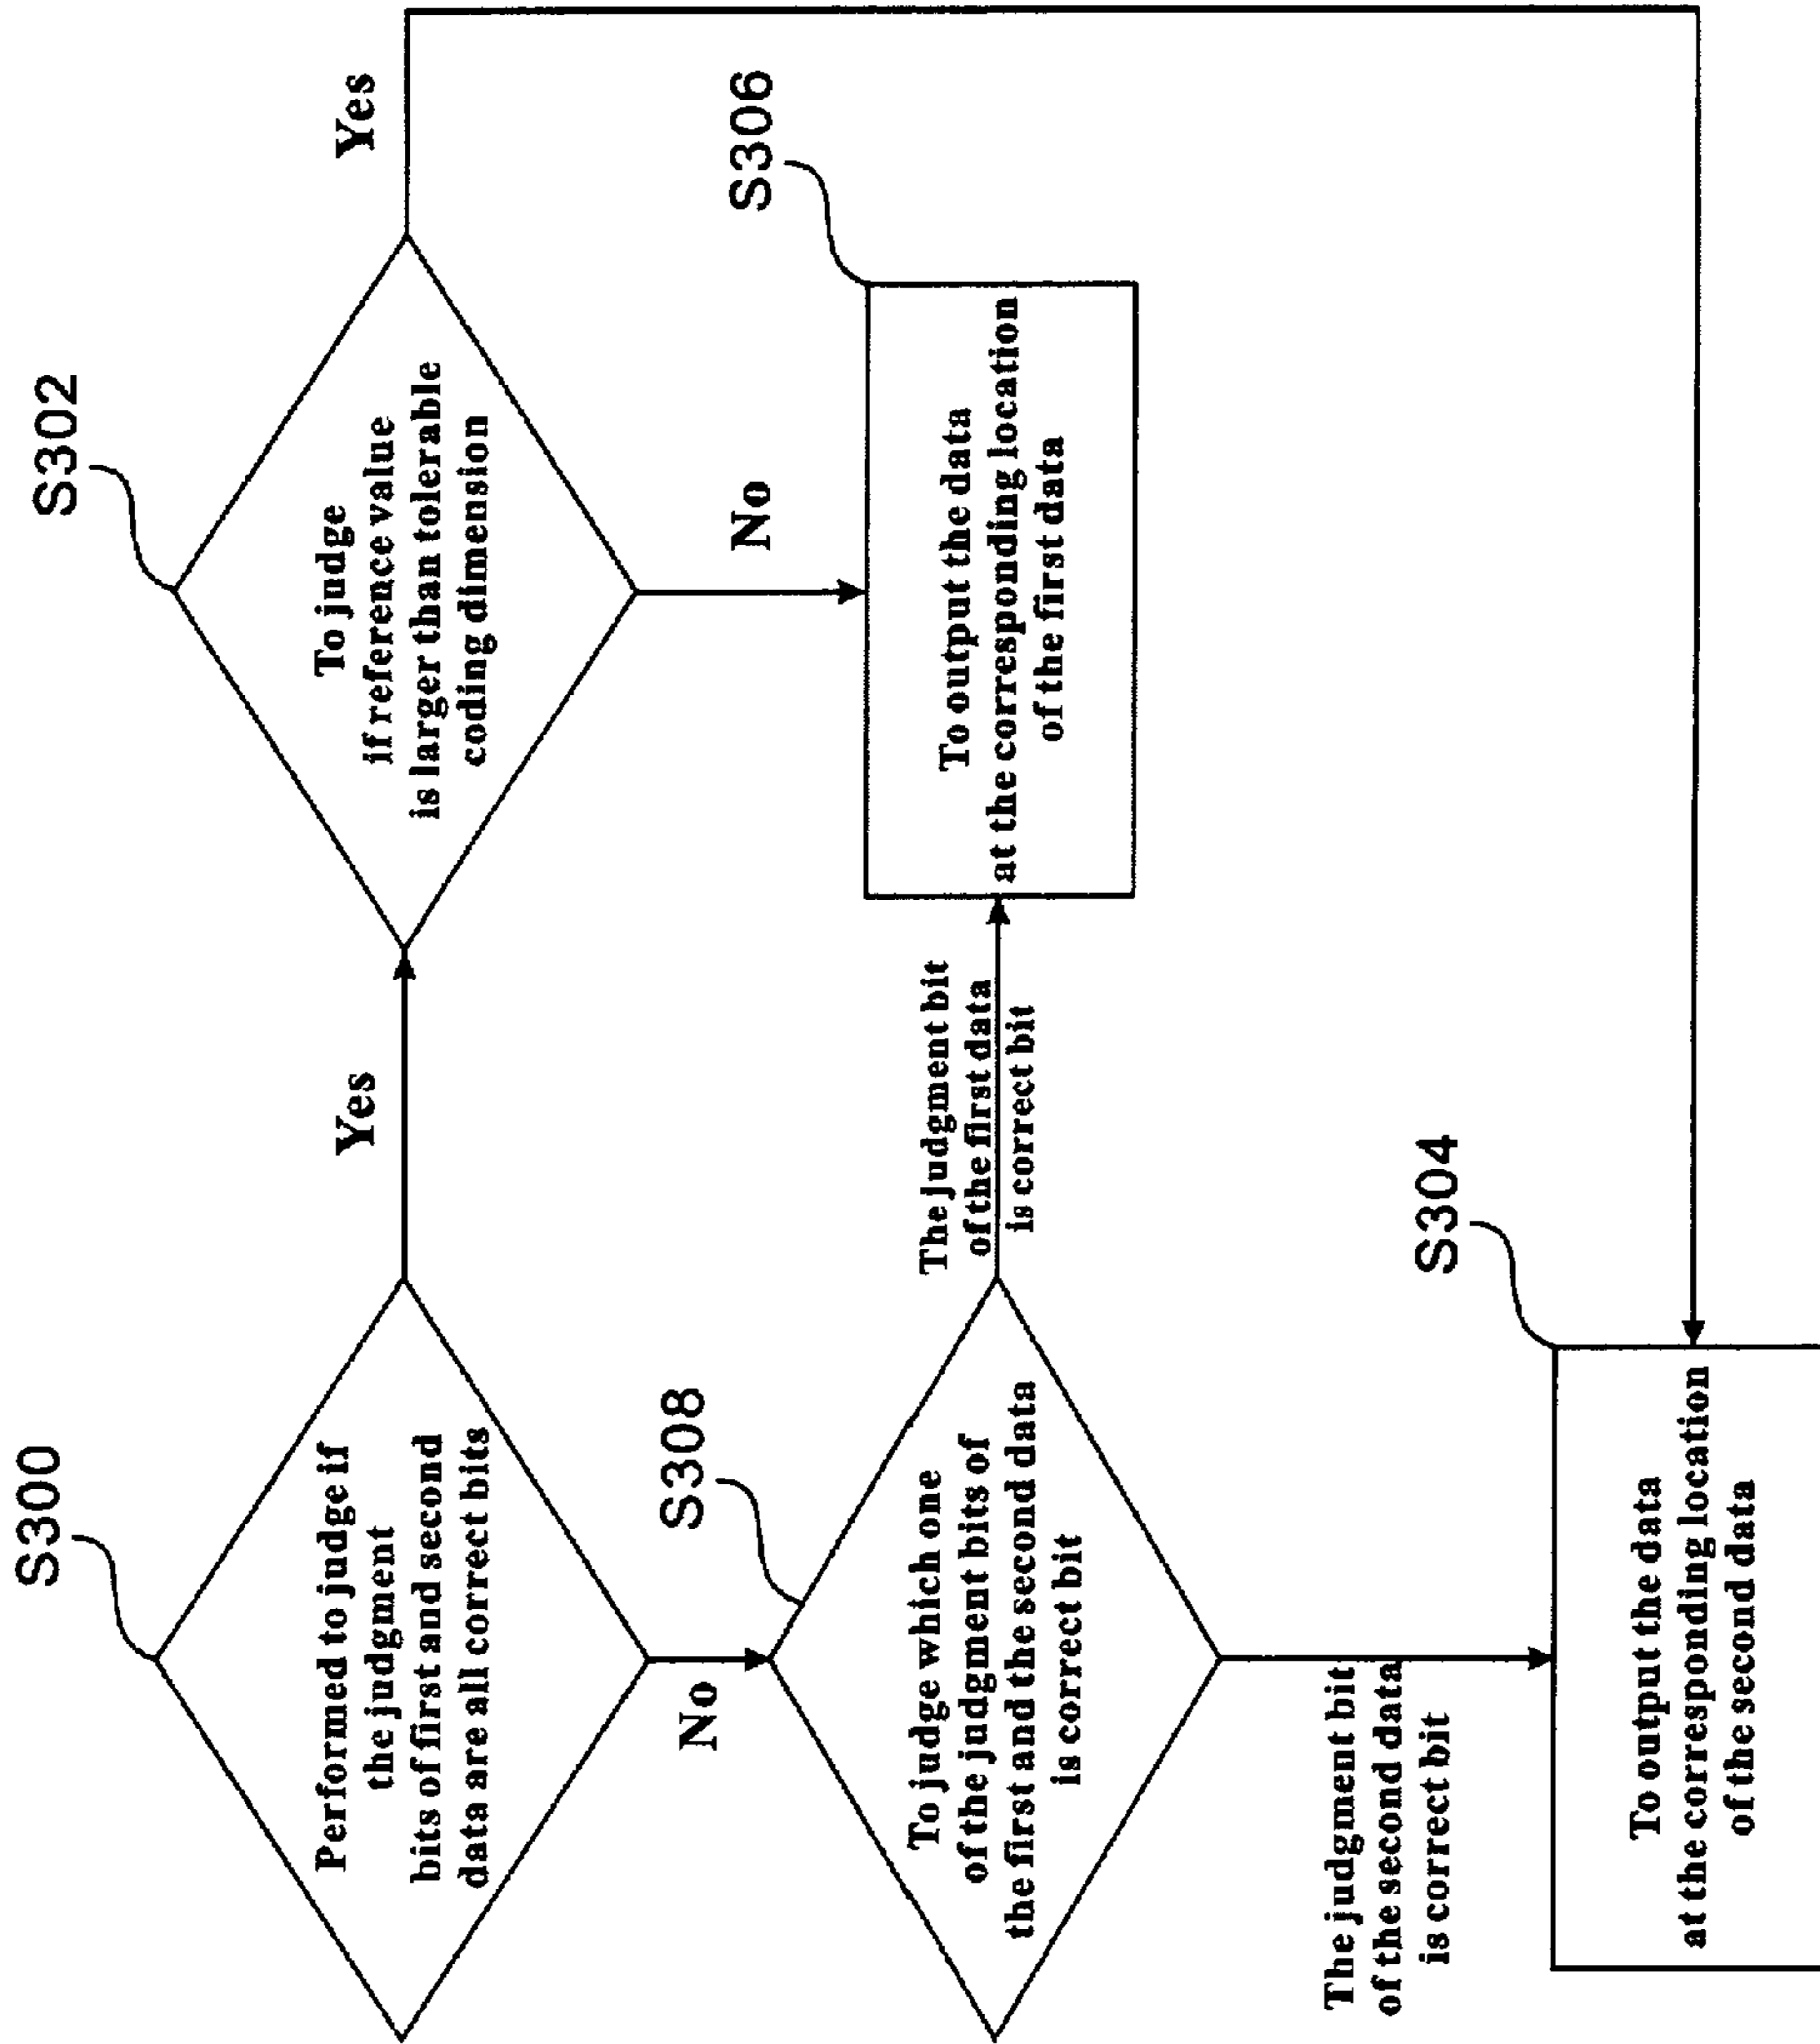 S300
Performed to judge if
the judgment
bits of first and second
data are all correct bits
Yes
S302
To judge
if reference value
is larger than tolerable
coding dimension
Yes
No
No
S308
To judge which one
of the judgment bits of
the first and the second data
is correct bit
The judgment bit
of the first data
is correct bit
S306
To output the data
at the corresponding location
of the first data
The judgment bit
of the second data
is correct bit
S304
To output the data
at the corresponding location
of the second data